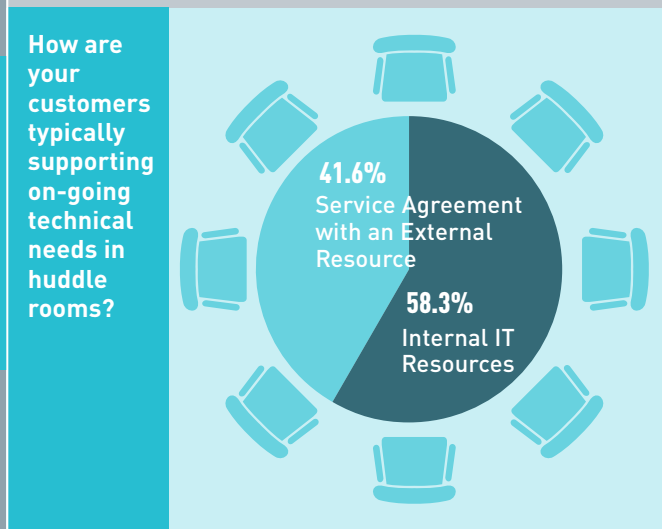 How are
your
customers
typically
supporting
on-going
technical
needs in
huddle
rooms?
41.6%
Service Agreement
with an External
Resource
58.3%
Internal IT
Resources